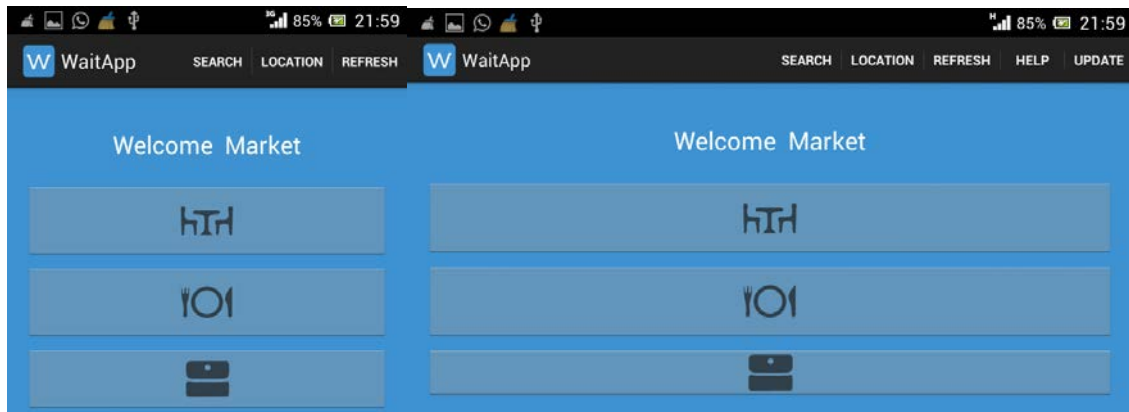 3G 85% 21:59
W WaitApp SEARCH LOCATION REFRESH
Welcome Market
H 85% 21:59
W WaitApp SEARCH LOCATION REFRESH HELP UPDATE
Welcome Market